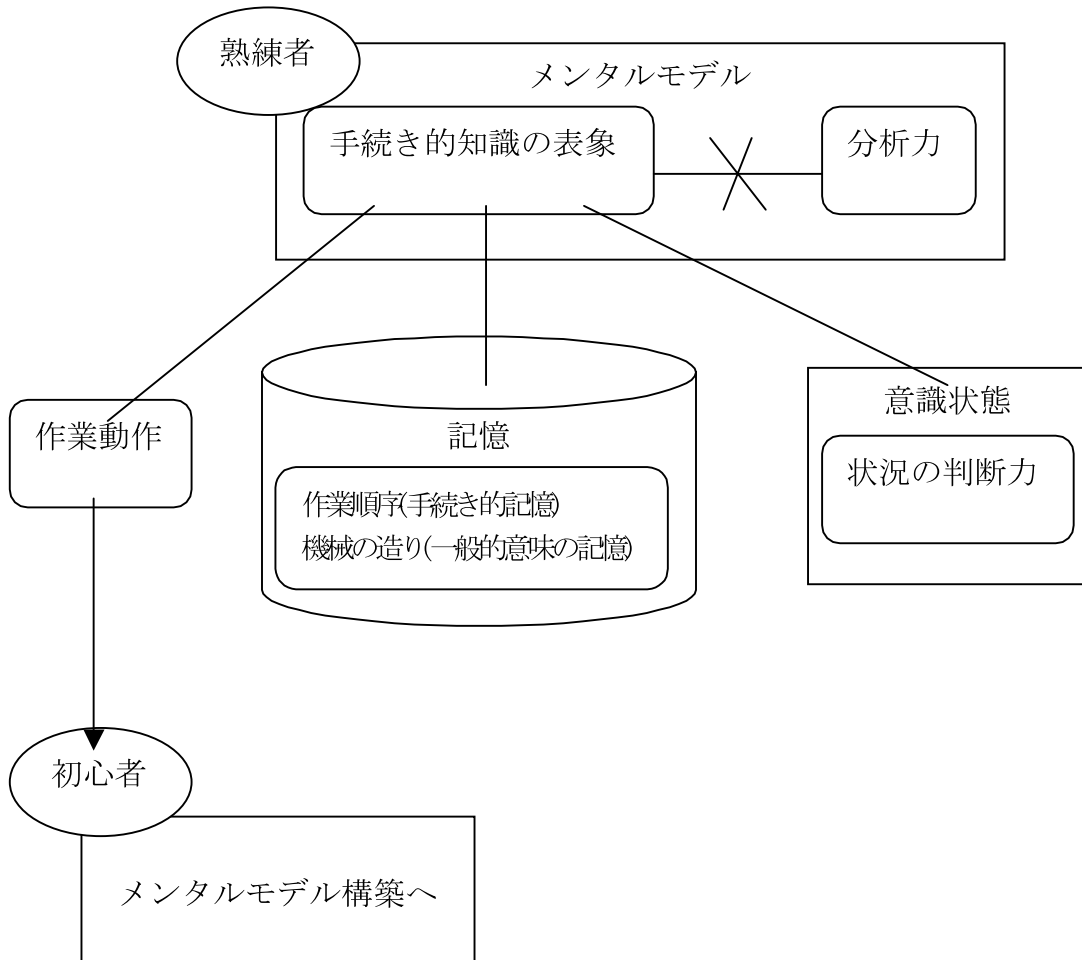 熟練者
メンタルモデル
手続き的知識の表象
分析力
作業動作
記憶
作業順序(手続き的記憶)
機械の造り(一般的意味の記憶)
意識状態
状況の判断力
初心者
メンタルモデル構築へ